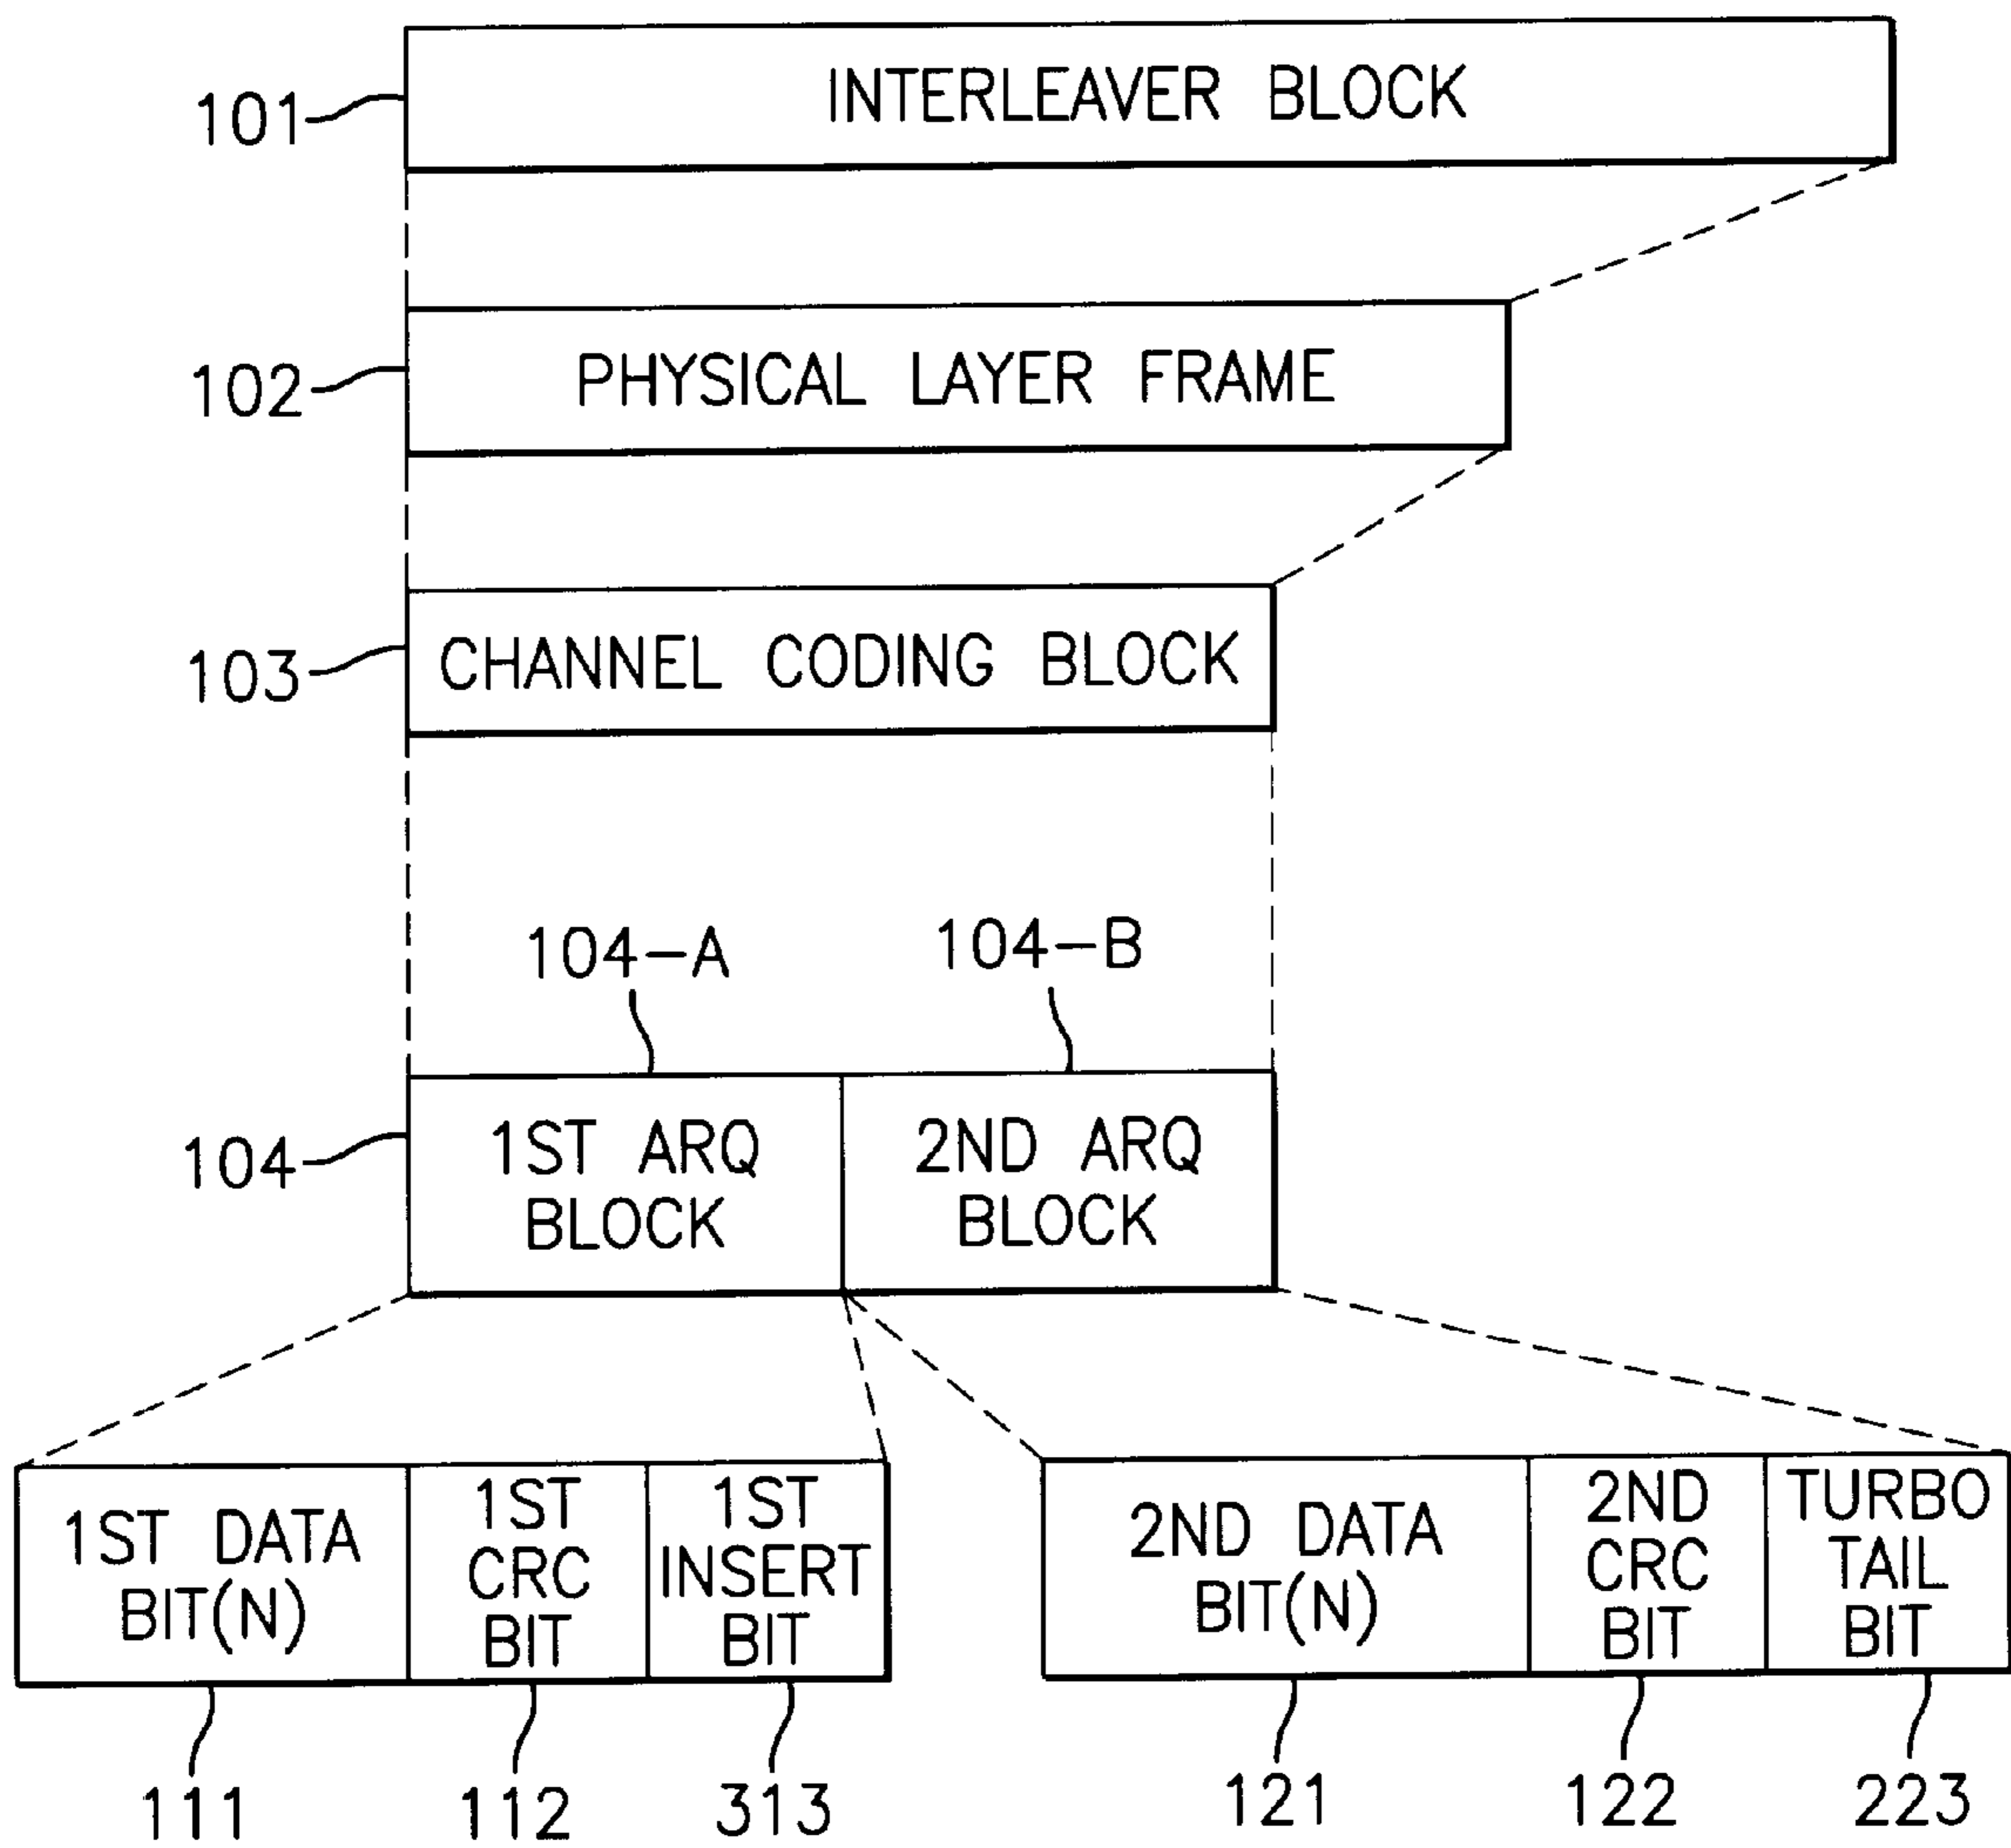 INTERLEAVER BLOCK
101
PHYSICAL LAYER FRAME
102
CHANNEL CODING BLOCK
103
104-A
104-B
104
1ST ARQ
BLOCK
2ND ARQ
BLOCK
1ST DATA
BIT(N)
1ST
CRC
BIT
1ST
INSERT
BIT
2ND DATA
BIT(N)
2ND
CRC
BIT
TURBO
TAIL
BIT
111
112
313
121
122
223